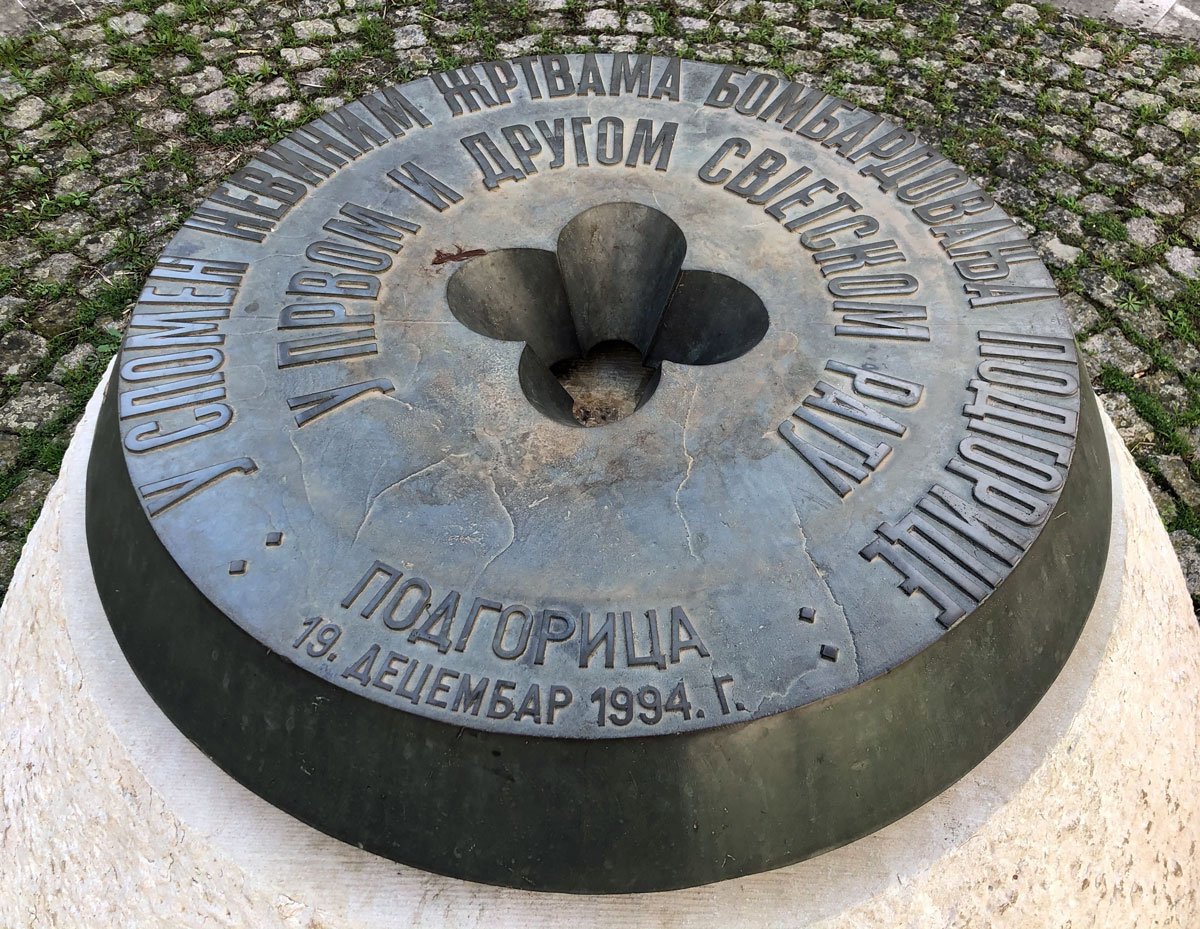 У СПОМЕН НЕВИНИМ ЖРТВАМА БОМБАРДОВАЊА ПОДГОРИЦЕ
У ПРВОМ И ДРУГОМ СВЈЕТСКОМ РАТУ
ПОДГОРИЦА
19. ДЕЦЕМБАР 1994. Г.